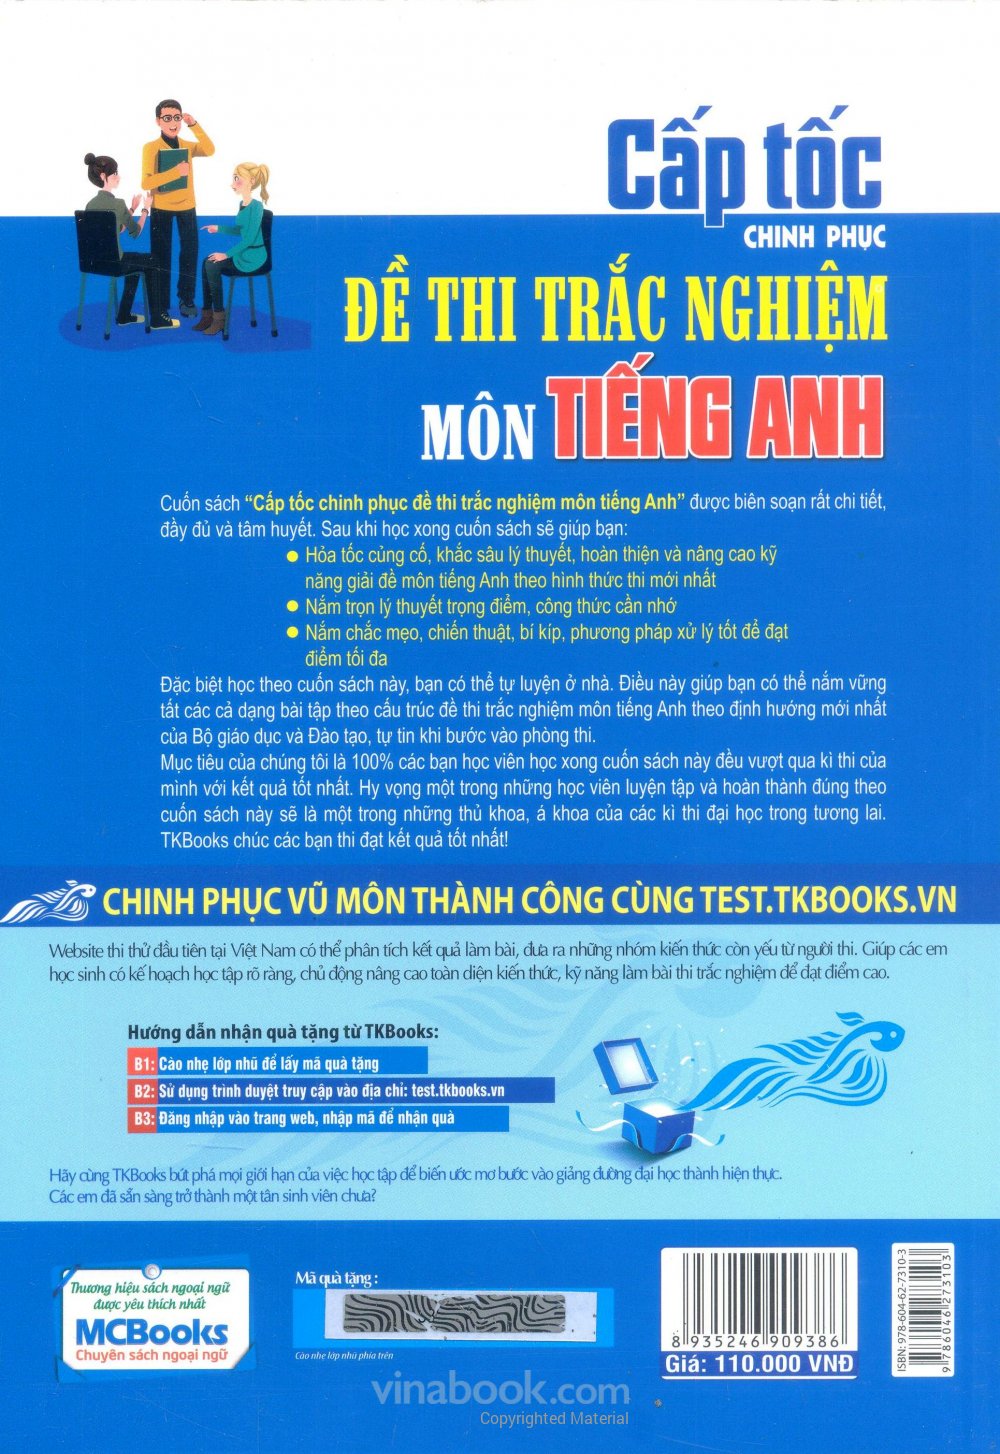 Cấp tốc
CHINH PHỤC
ĐỀ THI TRẮC NGHIỆM
MÔN TIẾNG ANH
Cuốn sách “Cấp tốc chinh phục đề thi trắc nghiệm môn tiếng Anh” được biên soạn rất chi tiết,
đầy đủ và tâm huyết. Sau khi học xong cuốn sách sẽ giúp bạn:
● Hỏa tốc củng cố, khắc sâu lý thuyết, hoàn thiện và nâng cao kỹ
năng giải đề môn tiếng Anh theo hình thức thi mới nhất
● Nắm trọn lý thuyết trọng điểm, công thức cần nhớ
● Nắm chắc mẹo, chiến thuật, bí kíp, phương pháp xử lý tốt để đạt
điểm tối đa
Đặc biệt học theo cuốn sách này, bạn có thể tự luyện ở nhà. Điều này giúp bạn có thể nắm vững
tất các cả dạng bài tập theo cấu trúc đề thi trắc nghiệm môn tiếng Anh theo định hướng mới nhất
của Bộ giáo dục và Đào tạo, tự tin khi bước vào phòng thi.
Mục tiêu của chúng tôi là 100% các bạn học viên học xong cuốn sách này đều vượt qua kì thi của
mình với kết quả tốt nhất. Hy vọng một trong những học viên luyện tập và hoàn thành đúng theo
cuốn sách này sẽ là một trong những thủ khoa, á khoa của các kì thi đại học trong tương lai.
TKBooks chúc các bạn thi đạt kết quả tốt nhất!
CHINH PHỤC VŨ MÔN THÀNH CÔNG CÙNG TEST.TKBOOKS.VN
Website thi thử đầu tiên tại Việt Nam có thể phân tích kết quả làm bài, đưa ra những nhóm kiến thức còn yếu từ người thi. Giúp các em
học sinh có kế hoạch học tập rõ ràng, chủ động nâng cao toàn diện kiến thức, kỹ năng làm bài thi trắc nghiệm để đạt điểm cao.
Hướng dẫn nhận quà tặng từ TKBooks:
B1: Cào nhẹ lớp nhũ để lấy mã quà tặng
B2: Sử dụng trình duyệt truy cập vào địa chỉ: test.tkbooks.vn
B3: Đăng nhập vào trang web, nhập mã để nhận quà
Hãy cùng TKBooks bứt phá mọi giới hạn của việc học tập để biến ước mơ bước vào giảng đường đại học thành hiện thực.
Các em đã sẵn sàng trở thành một tân sinh viên chưa?
Thương hiệu sách ngoại ngữ
được yêu thích nhất
MCBooks
Chuyên sách ngoại ngữ
Mã quà tặng :
Cào nhẹ lớp nhũ phía trên
8 935246 909386
Giá: 110.000 VNĐ
ISBN: 978-604-62-7310-3
9 786046 273103
vinabook.com
Copyrighted Material